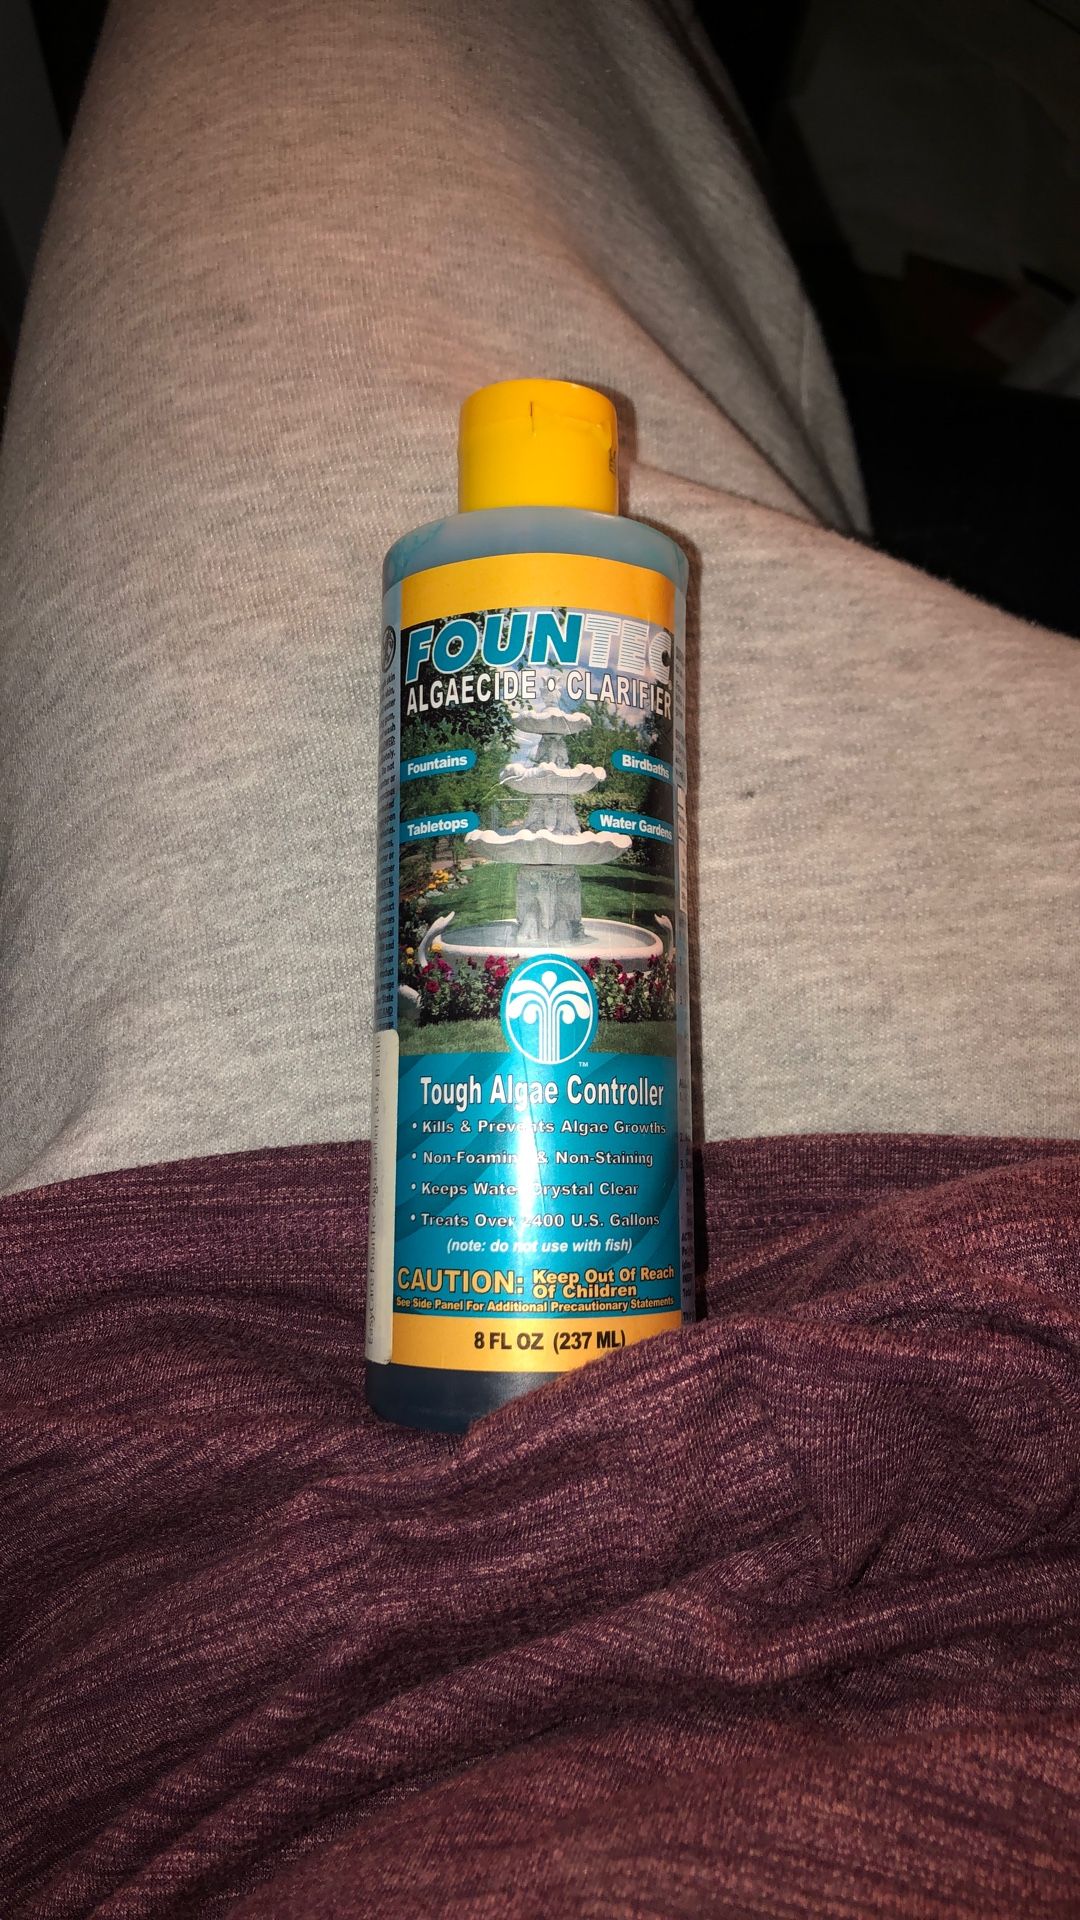 FOUNTEC
ALGAECIDE • CLARIFIER
Fountains
Birdbaths
Tabletops
Water Gardens
TM
Tough Algae Controller
• Kills & Prevents Algae Growths
• Non-Foaming & Non-Staining
• Keeps Water Crystal Clear
• Treats Over 2400 U.S. Gallons
(note: do not use with fish)
CAUTION: Keep Out Of Reach
Of Children
See Side Panel For Additional Precautionary Statements
8 FL OZ (237 ML)